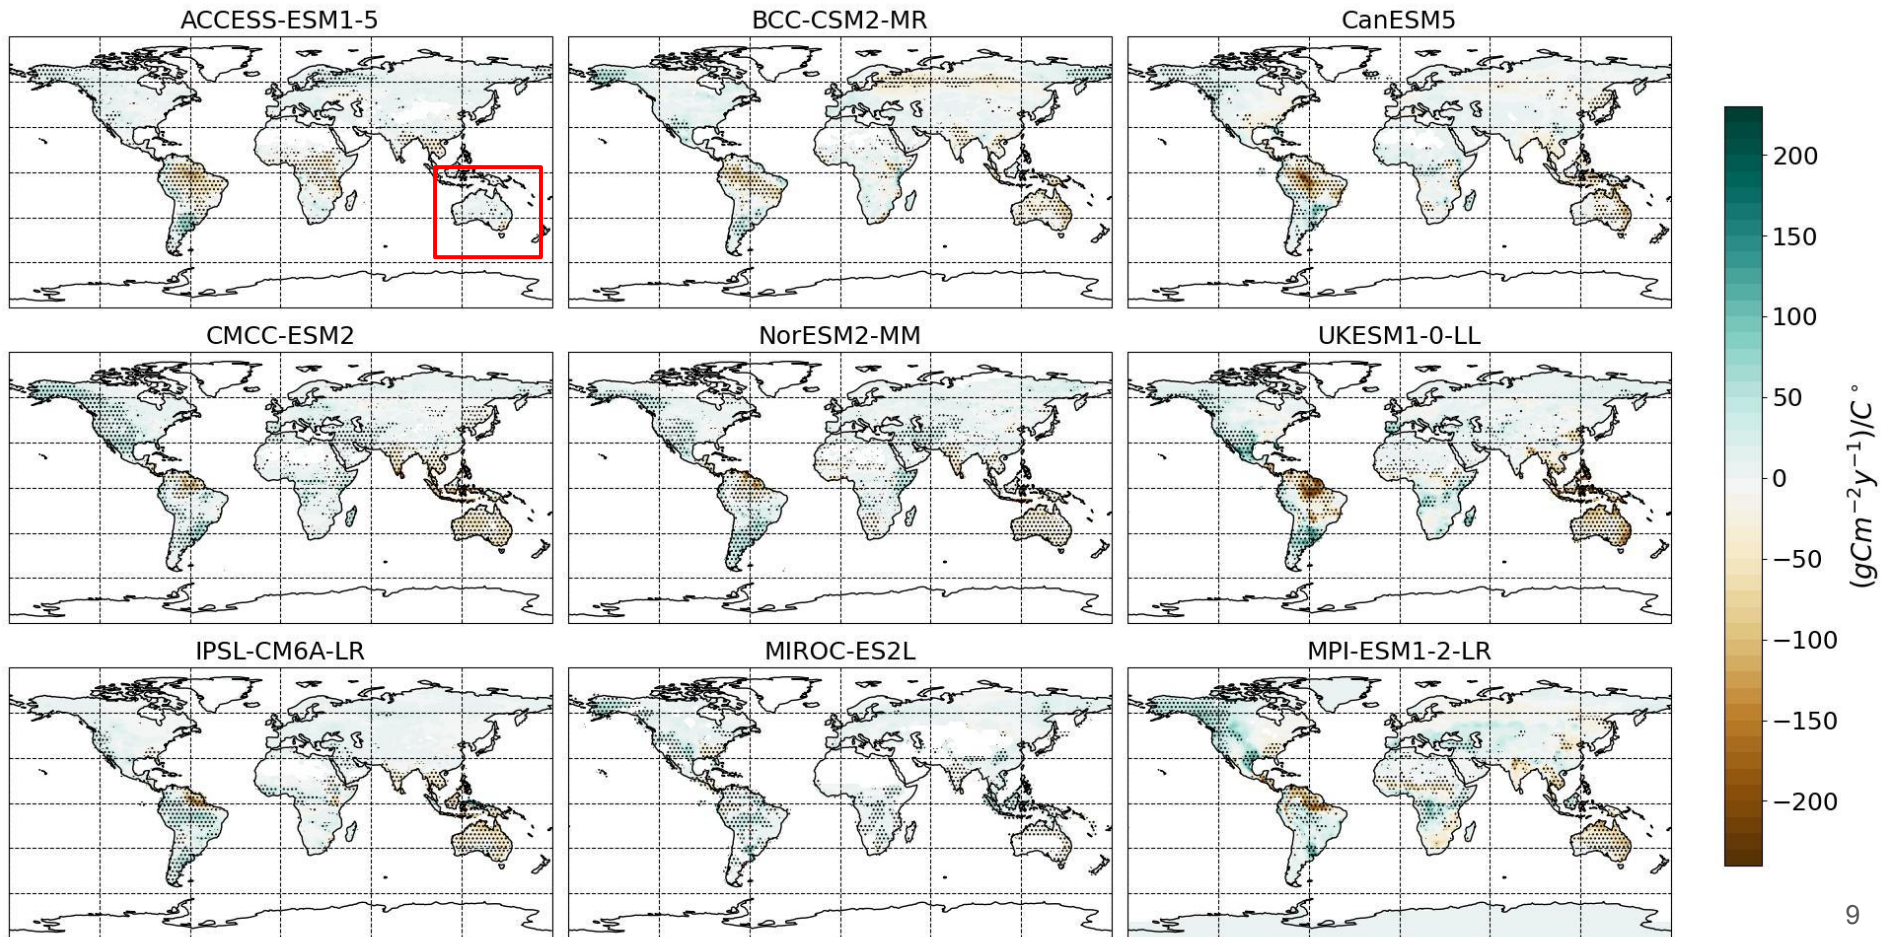 ACCESS-ESM1-5
BCC-CSM2-MR
CanESM5
CMCC-ESM2
NorESM2-MM
UKESM1-0-LL
IPSL-CM6A-LR
MIROC-ES2L
MPI-ESM1-2-LR
200
150
100
50
0
−50
−100
−150
−200
(gCm⁻²y⁻¹)/C°
9